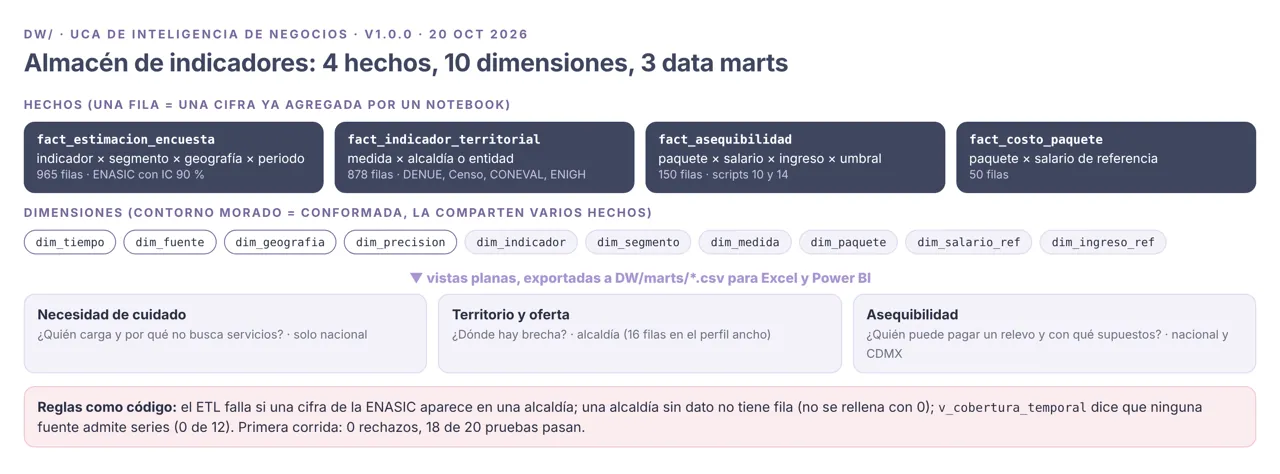 DW/ · UCA DE INTELIGENCIA DE NEGOCIOS · V1.0.0 · 20 OCT 2026
Almacén de indicadores: 4 hechos, 10 dimensiones, 3 data marts
HECHOS (UNA FILA = UNA CIFRA YA AGREGADA POR UN NOTEBOOK)
fact_estimacion_encuesta
indicador × segmento × geografía × periodo
965 filas · ENASIC con IC 90 %
fact_indicador_territorial
medida × alcaldía o entidad
878 filas · DENUE, Censo, CONEVAL, ENIGH
fact_asequibilidad
paquete × salario × ingreso × umbral
150 filas · scripts 10 y 14
fact_costo_paquete
paquete × salario de referencia
50 filas
DIMENSIONES (CONTORNO MORADO = CONFORMADA, LA COMPARTEN VARIOS HECHOS)
dim_tiempo
dim_fuente
dim_geografia
dim_precision
dim_indicador
dim_segmento
dim_medida
dim_paquete
dim_salario_ref
dim_ingreso_ref
▼ vistas planas, exportadas a DW/marts/*.csv para Excel y Power BI
Necesidad de cuidado
¿Quién carga y por qué no busca servicios? · solo nacional
Territorio y oferta
¿Dónde hay brecha? · alcaldía (16 filas en el perfil ancho)
Asequibilidad
¿Quién puede pagar un relevo y con qué supuestos? · nacional y
CDMX
Reglas como código: el ETL falla si una cifra de la ENASIC aparece en una alcaldía; una alcaldía sin dato no tiene fila (no se rellena con 0); v_cobertura_temporal dice que ninguna
fuente admite series (0 de 12). Primera corrida: 0 rechazos, 18 de 20 pruebas pasan.